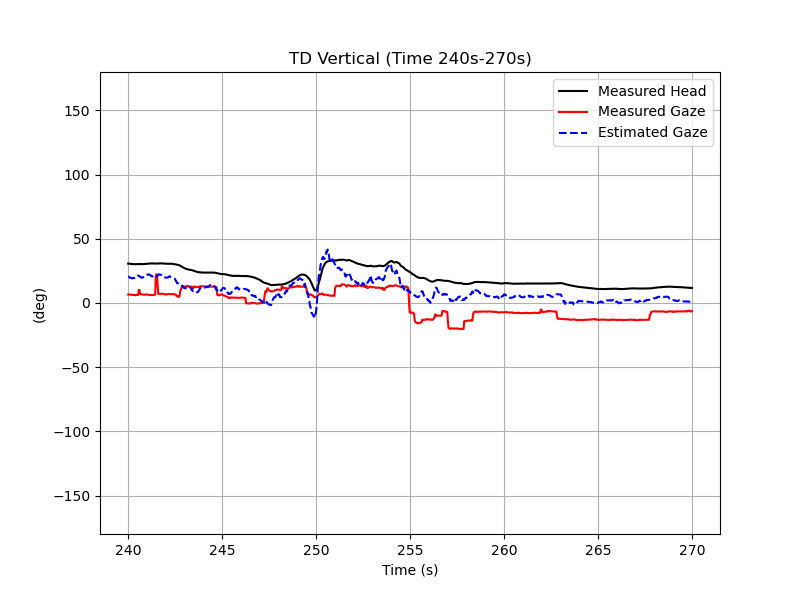 TD Vertical (Time 240s-270s)
Measured Head
Measured Gaze
Estimated Gaze
150
100
50
0
−50
−100
−150
(deg)
240 245 250 255 260 265 270
Time (s)